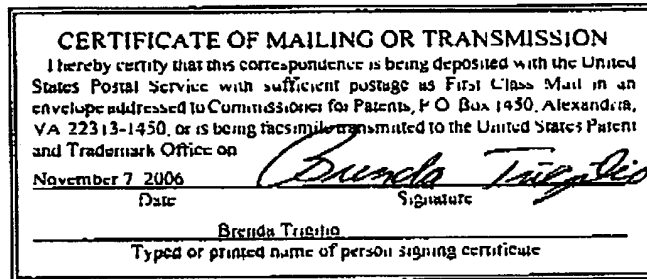 CERTIFICATE OF MAILING OR TRANSMISSION
I hereby certify that this correspondence is being deposited with the United
States Postal Service with sufficient postage as First Class Mail in an
envelope addressed to Commissioner for Patents, P O Box 1450, Alexandria,
VA 22313-1450, or is being facsimile transmitted to the United States Patent
and Trademark Office on
November 7 2006 Brenda
Date Signature
Brenda
Typed or printed name of person signing certificate